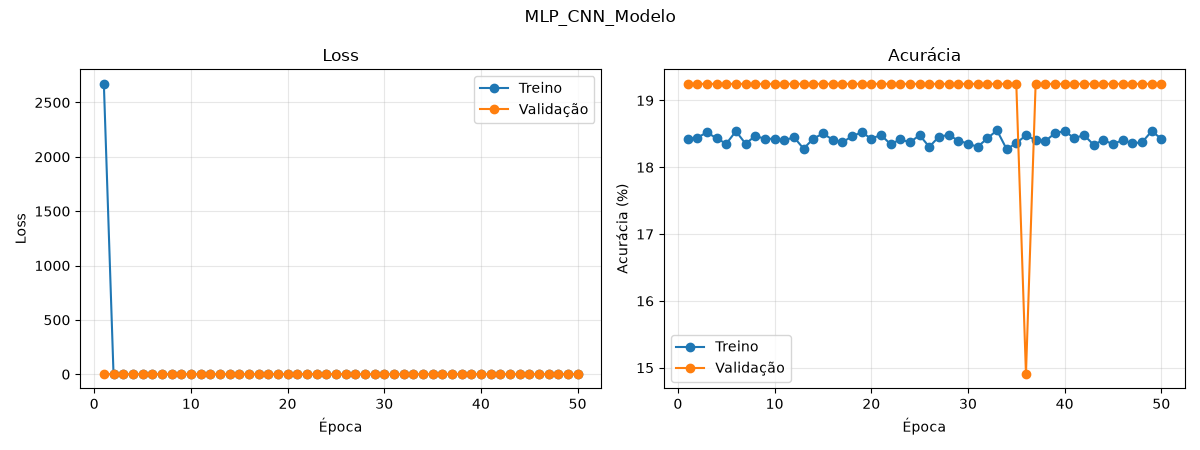 MLP_CNN_Modelo
Loss
Loss
2500
2000
1500
1000
500
0
0 10 20 30 40 50
Época
Treino
Validação
Acurácia
Acurácia (%)
19
18
17
16
15
0 10 20 30 40 50
Época
Treino
Validação